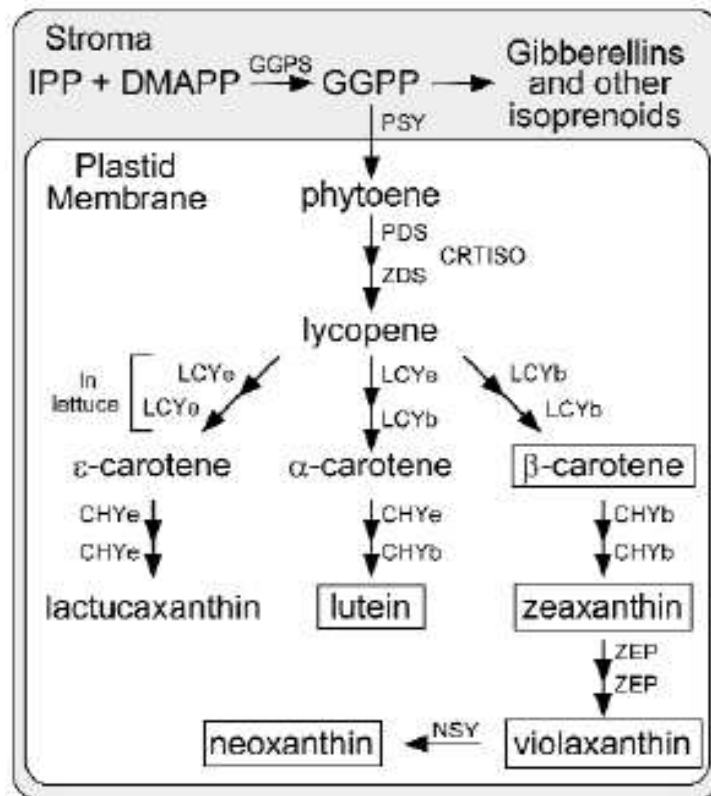 Stroma
IPP + DMAPP GGPS GGPP
Gibberellins
and other
isoprenoids
PSY
Plastid
Membrane
phytoene
PDS
CRTISO
ZDS
lycopene
In
lettuce
LCYe LCYe LCYb
LCYe LCYb LCYb
ε-carotene α-carotene β-carotene
CHYe CHYe CHYb
CHYe CHYb CHYb
lactucaxanthin lutein zeaxanthin
ZEP
ZEP
neoxanthin NSY violaxanthin